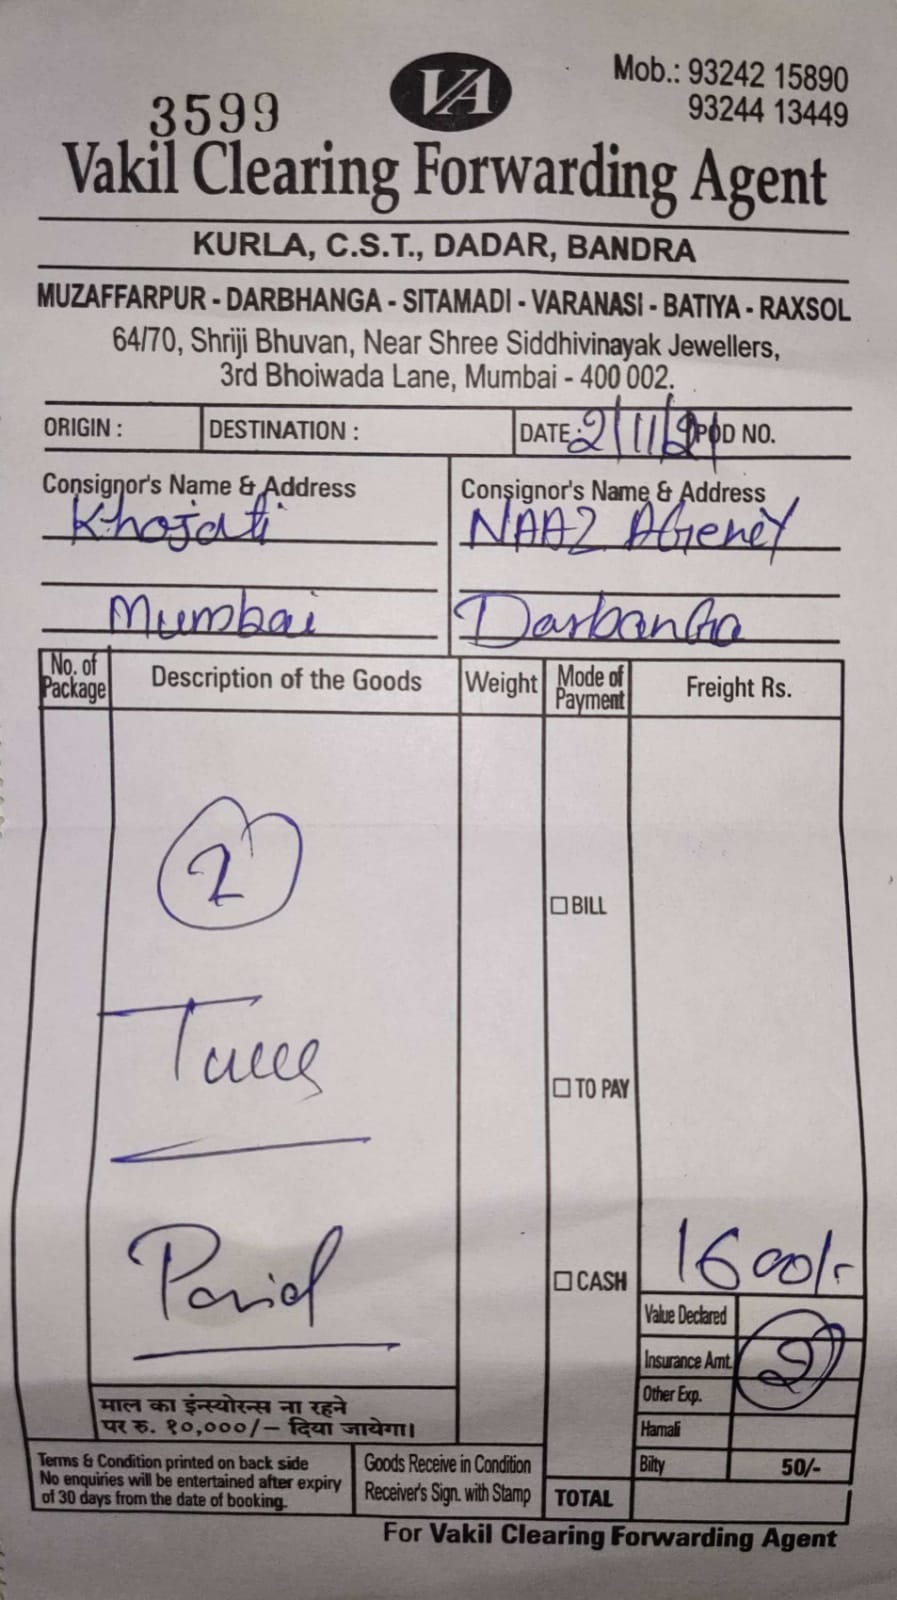 Mob.: 93242 15890
93244 13449
3599
VA
Vakil Clearing Forwarding Agent
KURLA, C.S.T., DADAR, BANDRA
MUZAFFARPUR - DARBHANGA - SITAMADI - VARANASI - BATIYA - RAXSOL
64/70, Shriji Bhuvan, Near Shree Siddhivinayak Jewellers,
3rd Bhoiwada Lane, Mumbai - 400 002.
ORIGIN : DESTINATION : DATE : 2/11/21 POD NO.
Consignor's Name & Address
Khojati
Mumbai
Consignor's Name & Address
NAAZ AGeneY
Darbanga
No. of Package Description of the Goods Weight Mode of Payment Freight Rs.
2
BILL
TO PAY
Paid
CASH
1600/-
Value Declared
Insurance Amt.
2
Other Exp.
Hamali
Bilty 50/-
माल का इंन्स्योरन्स ना रहने
पर रु. १०,०००/- दिया जायेगा।
Terms & Condition printed on back side
No enquiries will be entertained after expiry
of 30 days from the date of booking.
Goods Receive in Condition
Receiver's Sign. with Stamp
TOTAL
For Vakil Clearing Forwarding Agent